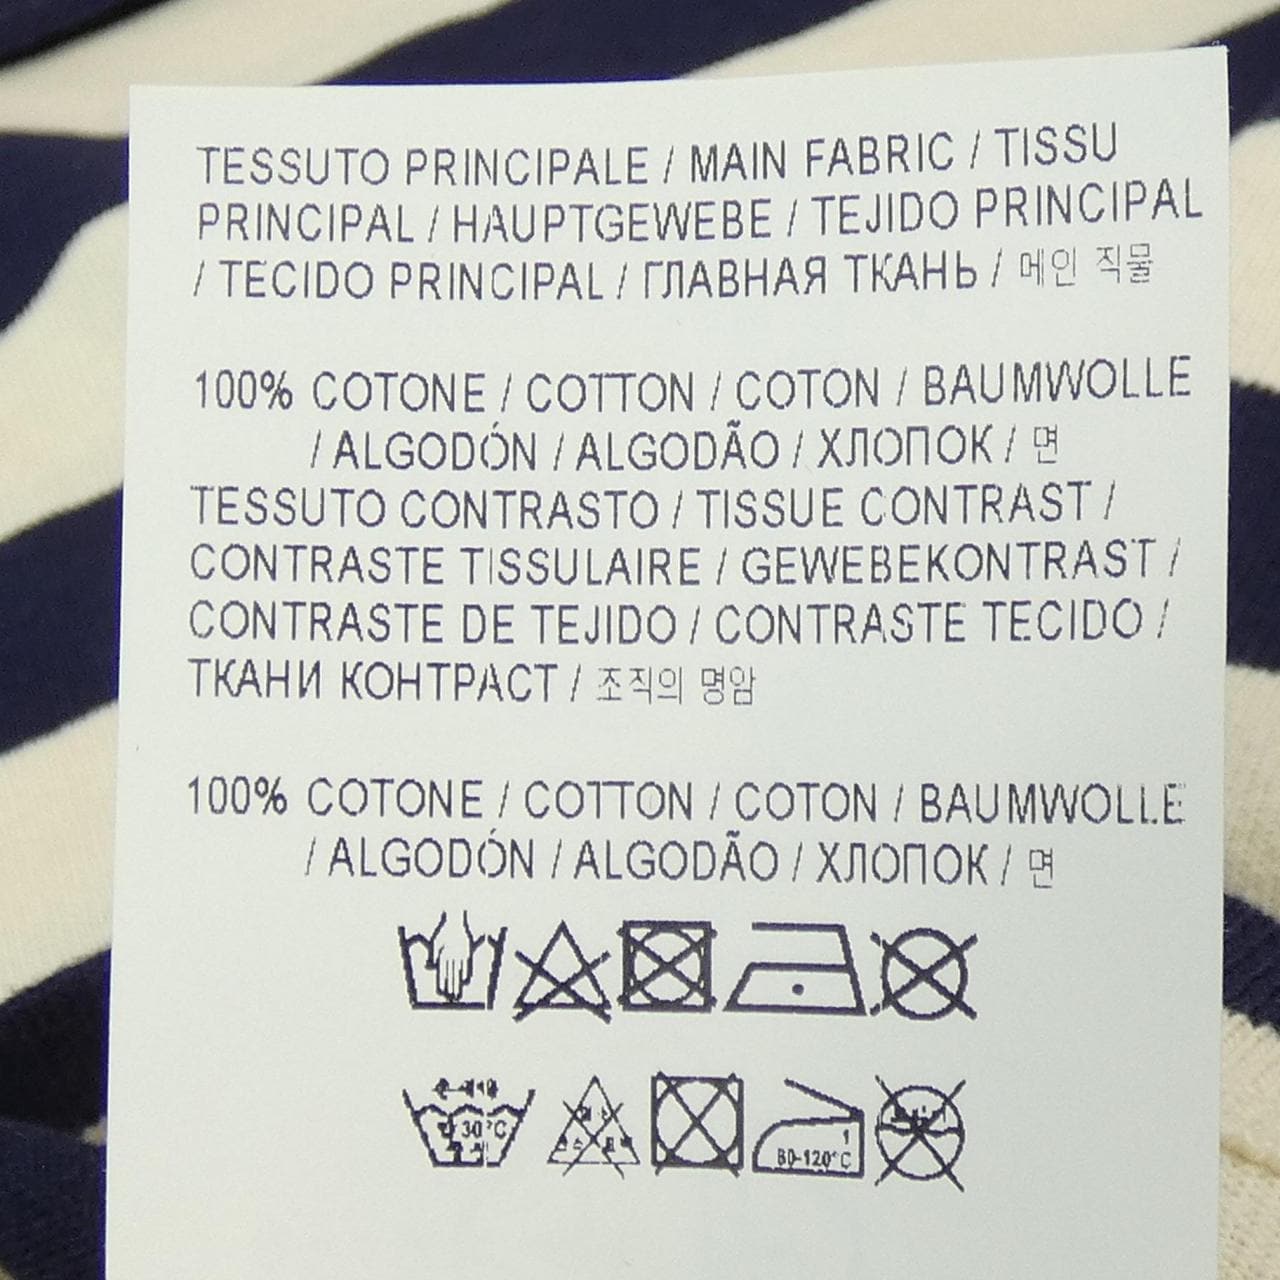 TESSUTO PRINCIPALE / MAIN FABRIC / TISSU
PRINCIPAL / HAUPTGEWEBE / TEJIDO PRINCIPAL
/ TECIDO PRINCIPAL / ГЛАВНАЯ ТКАНЬ / 메인 직물
100% COTONE / COTTON / COTON / BAUMWOLLE
/ ALGODÓN / ALGODÃO / ХЛОПОК / 면
TESSUTO CONTRASTO / TISSUE CONTRAST /
CONTRASTE TISSULAIRE / GEWEBEKONTRAST /
CONTRASTE DE TEJIDO / CONTRASTE TECIDO /
ТКАНИ КОНТРАСТ / 조직의 명암
100% COTONE / COTTON / COTON / BAUMWOLLE
/ ALGODÓN / ALGODÃO / ХЛОПОК / 면
30°C
1
80-120°C